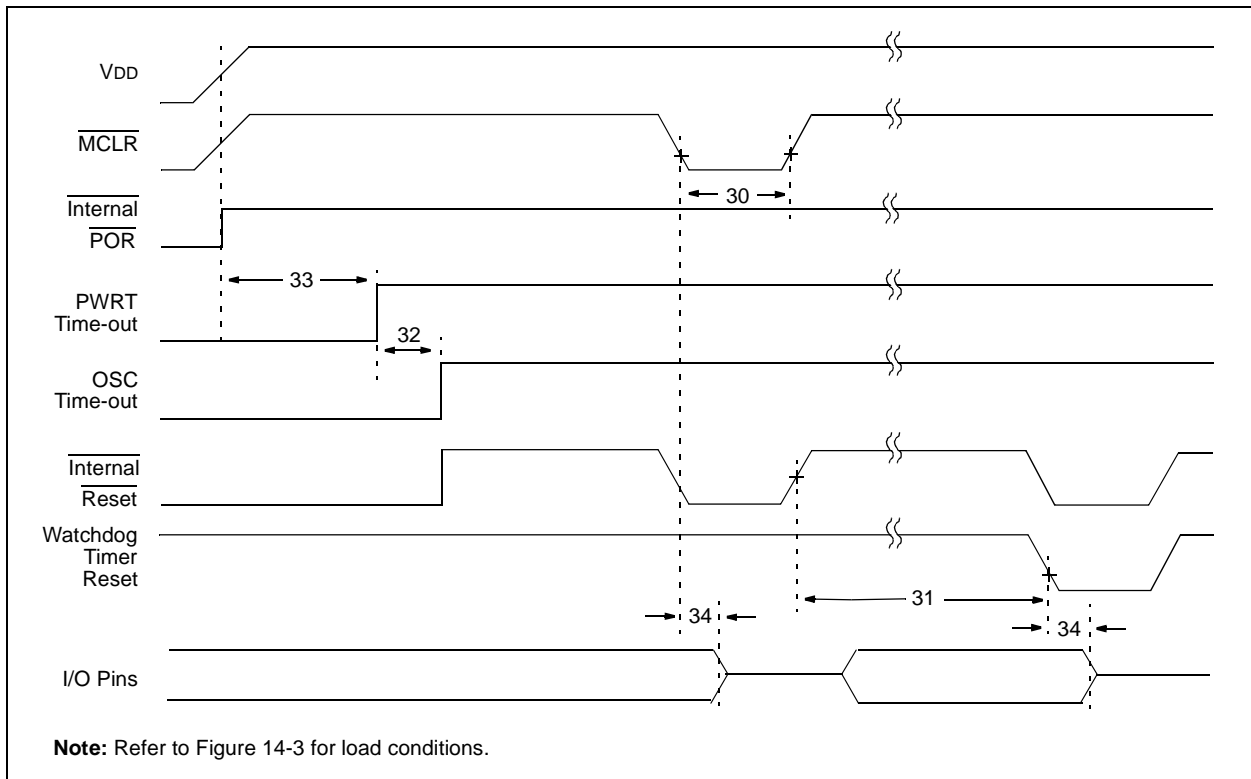 VDD
MCLR
30
Internal
POR
33
PWRT
Time-out
32
OSC
Time-out
Internal
Reset
Watchdog
Timer
Reset
31
34
34
I/O Pins
Note: Refer to Figure 14-3 for load conditions.